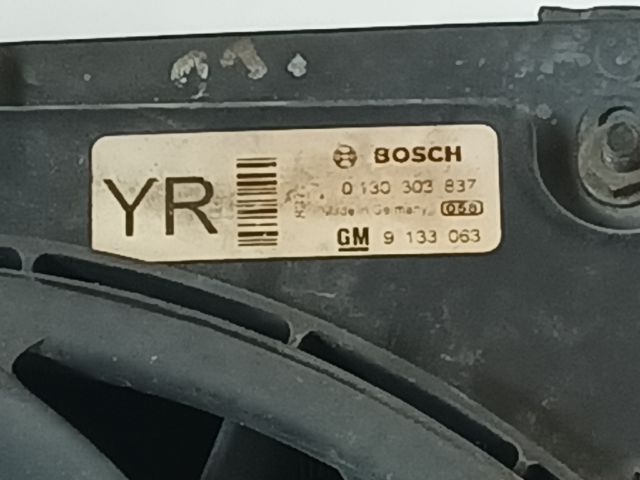 YR
BOSCH
0 130 303 837
Made in Germany 058
GM 9 133 063